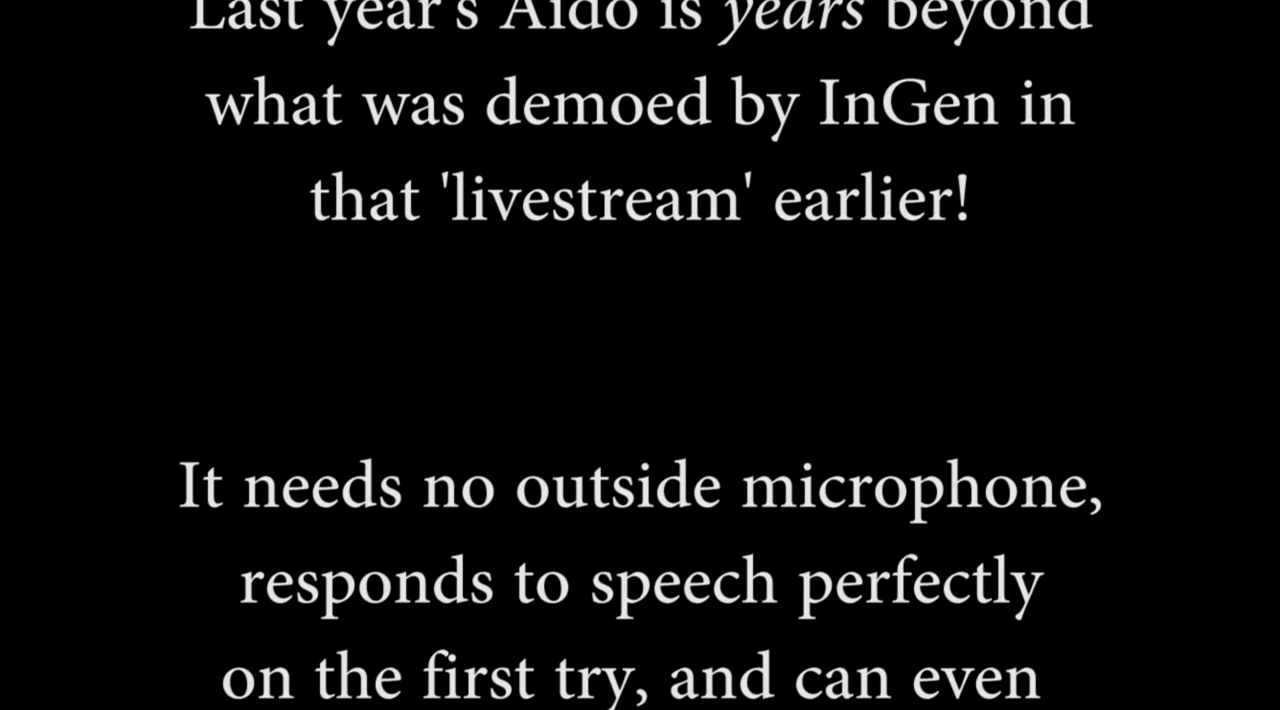 Last year's Aido is years beyond
what was demoed by InGen in
that 'livestream' earlier!
It needs no outside microphone,
responds to speech perfectly
on the first try, and can even